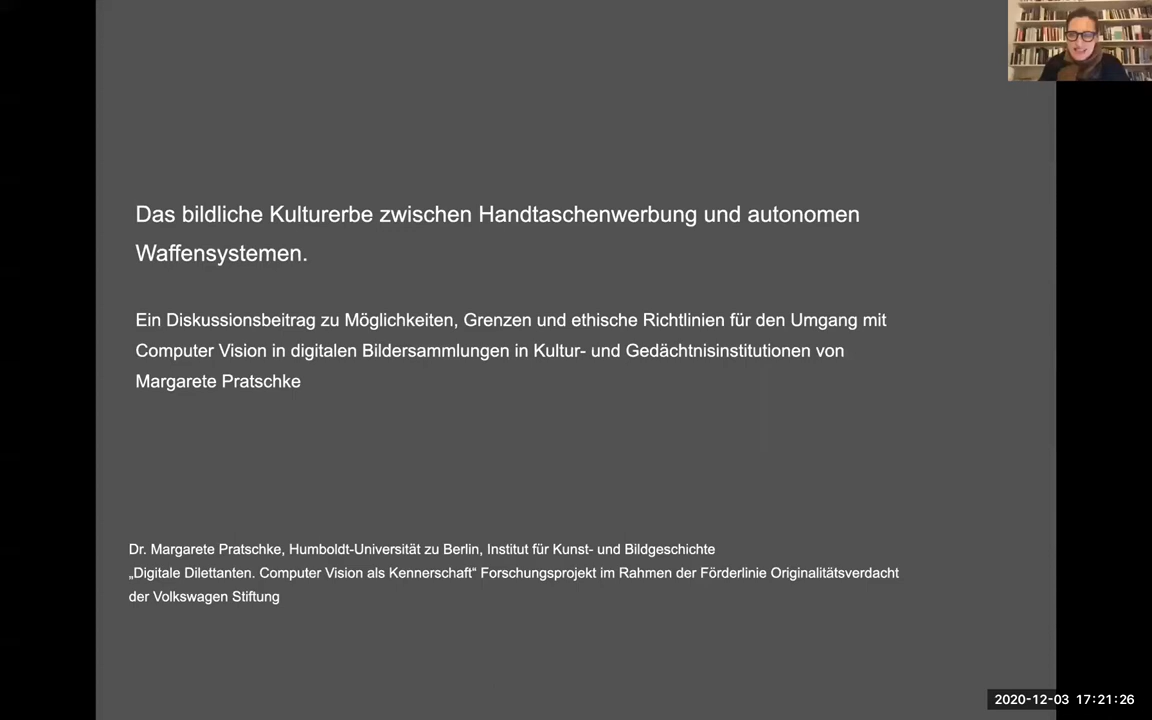 Das bildliche Kulturerbe zwischen Handtaschenwerbung und autonomen
Waffensystemen.
Ein Diskussionsbeitrag zu Möglichkeiten, Grenzen und ethische Richtlinien für den Umgang mit
Computer Vision in digitalen Bildersammlungen in Kultur- und Gedächtnisinstitutionen von
Margarete Pratschke
Dr. Margarete Pratschke, Humboldt-Universität zu Berlin, Institut für Kunst- und Bildgeschichte
„Digitale Dilettanten. Computer Vision als Kennerschaft“ Forschungsprojekt im Rahmen der Förderlinie Originalitätsverdacht
der Volkswagen Stiftung
2020-12-03 17:21:26